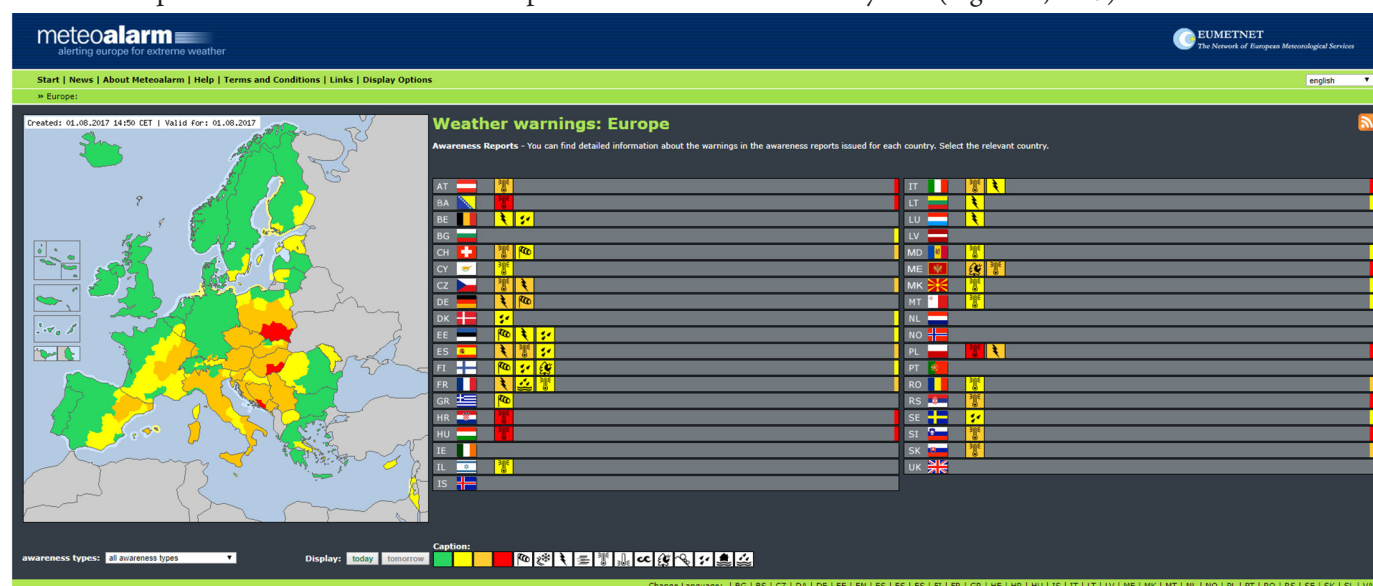 meteoalarm
alerting europe for extreme weather
EUMETNET
The Network of European Meteorological Services
Start | News | About Meteoalarm | Help | Terms and Conditions | Links | Display Options
english
» Europe:
Created: 01.08.2017 14:50 CET | Valid for: 01.08.2017
Weather warnings: Europe
Awareness Reports - You can find detailed information about the warnings in the awareness reports issued for each country. Select the relevant country.
AT
BA
BE
BG
CH
CY
CZ
DE
DK
EE
ES
FI
FR
GR
HR
HU
IE
IL
IS
IT
LT
LU
LV
MD
ME
MK
MT
NL
NO
PL
PT
RO
RS
SE
SI
SK
UK
Caption:
awareness types: all awareness types
Display: today tomorrow